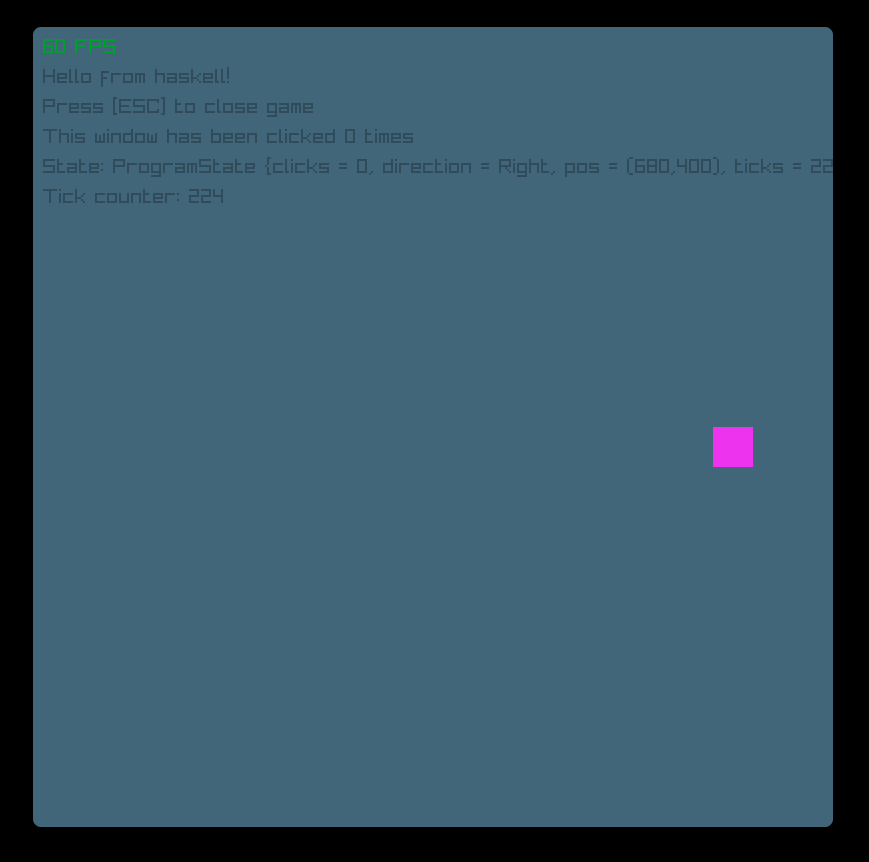 60 FPS
Hello from haskell!
Press [ESC] to close game
This window has been clicked 0 times
State: ProgramState {clicks = 0, direction = Right, pos = (680,400), ticks = 22
Tick counter: 224